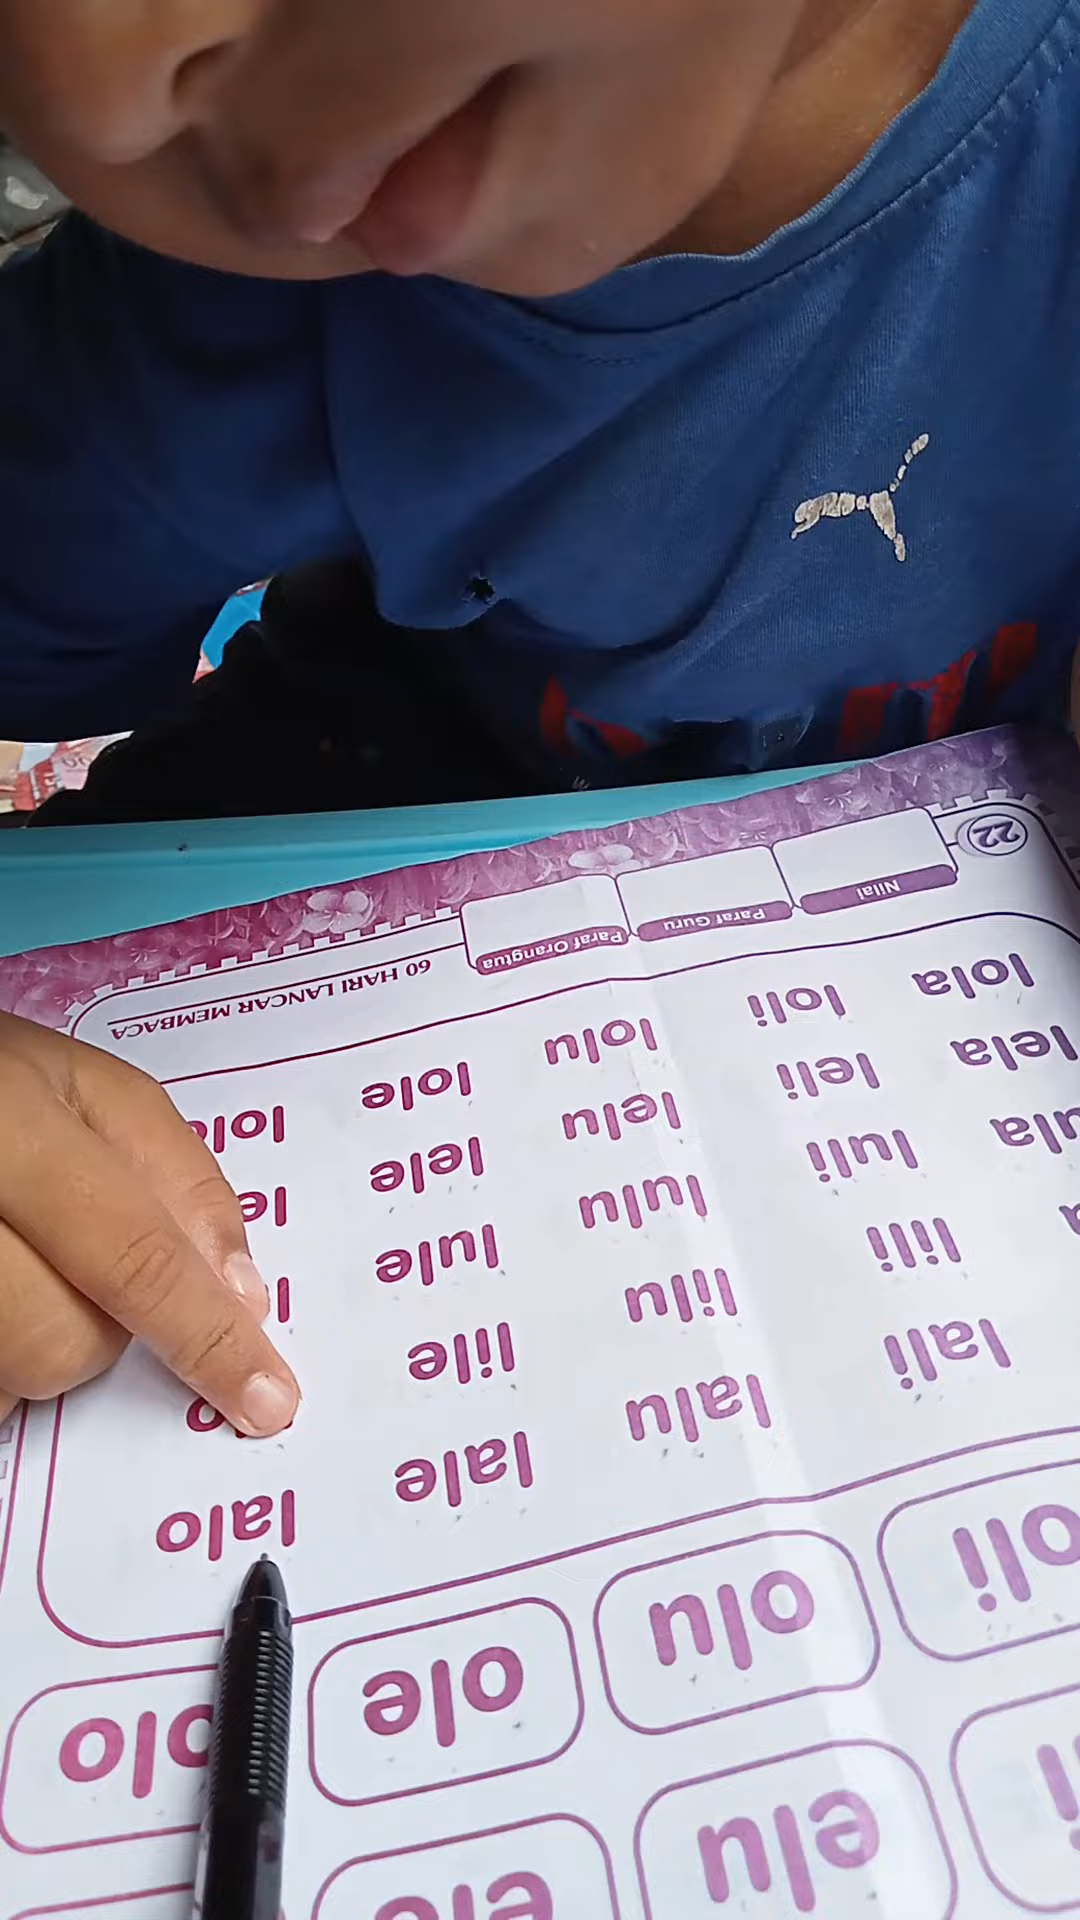 elu
oli olu ole olo
lali lalu lale lalo
lili lilu lile
luli lulu lule
lela leli lelu lele
lola loli lolu lole lolo
22 Nilai Paraf Guru Paraf Orangtua 60 HARI LANCAR MEMBACA